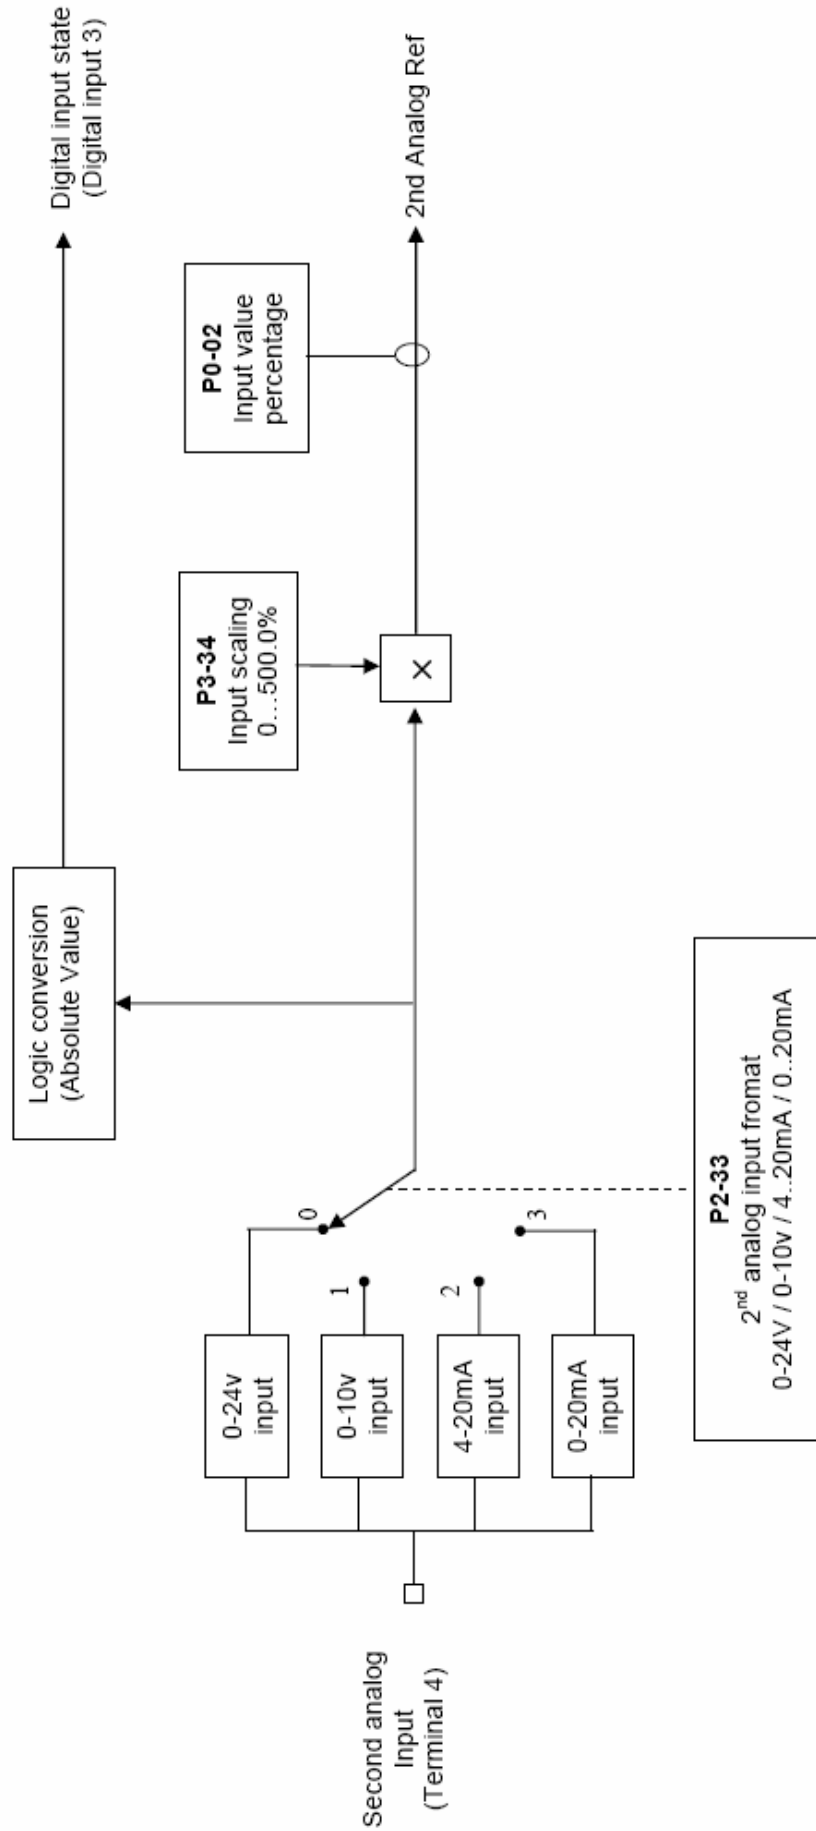 Second analog
Input
(Terminal 4)
0-24v
input
0-10v
input
4-20mA
input
0-20mA
input
0
1
2
3
P2-33
2nd analog input fromat
0-24V / 0-10v / 4..20mA / 0..20mA
Logic conversion
(Absolute Value)
P3-34
Input scaling
0…500.0%
X
P0-02
Input value
percentage
Digital input state
(Digital input 3)
2nd Analog Ref